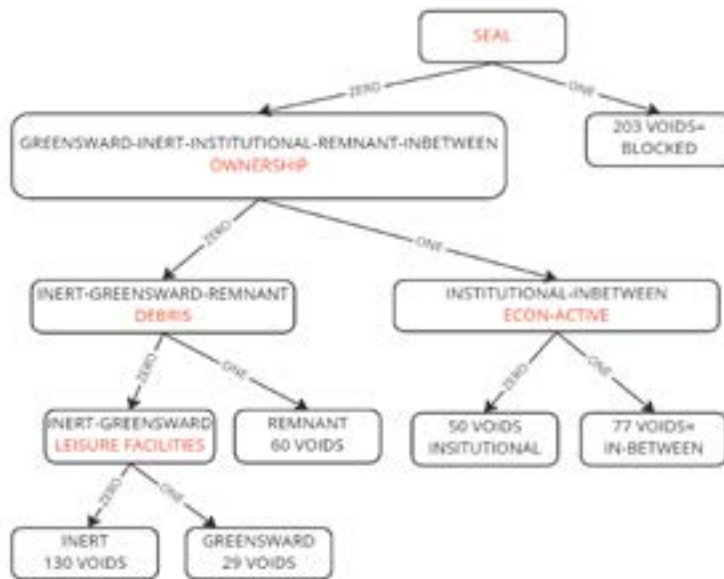 SEAL
ZERO
ONE
GREENSWARD-INERT-INSTITUTIONAL-REMNANT-INBETWEEN
OWNERSHIP
203 VOIDS=
BLOCKED
ZERO
ONE
INERT-GREENSWARD-REMNANT
DEBRIS
INSTITUTIONAL-INBETWEEN
ECON-ACTIVE
ZERO
ONE
ZERO
ONE
INERT-GREENSWARD
LEISURE FACILITIES
REMNANT
60 VOIDS
50 VOIDS
INSITUTIONAL
77 VOIDS=
IN-BETWEEN
ZERO
ONE
INERT
130 VOIDS
GREENSWARD
29 VOIDS